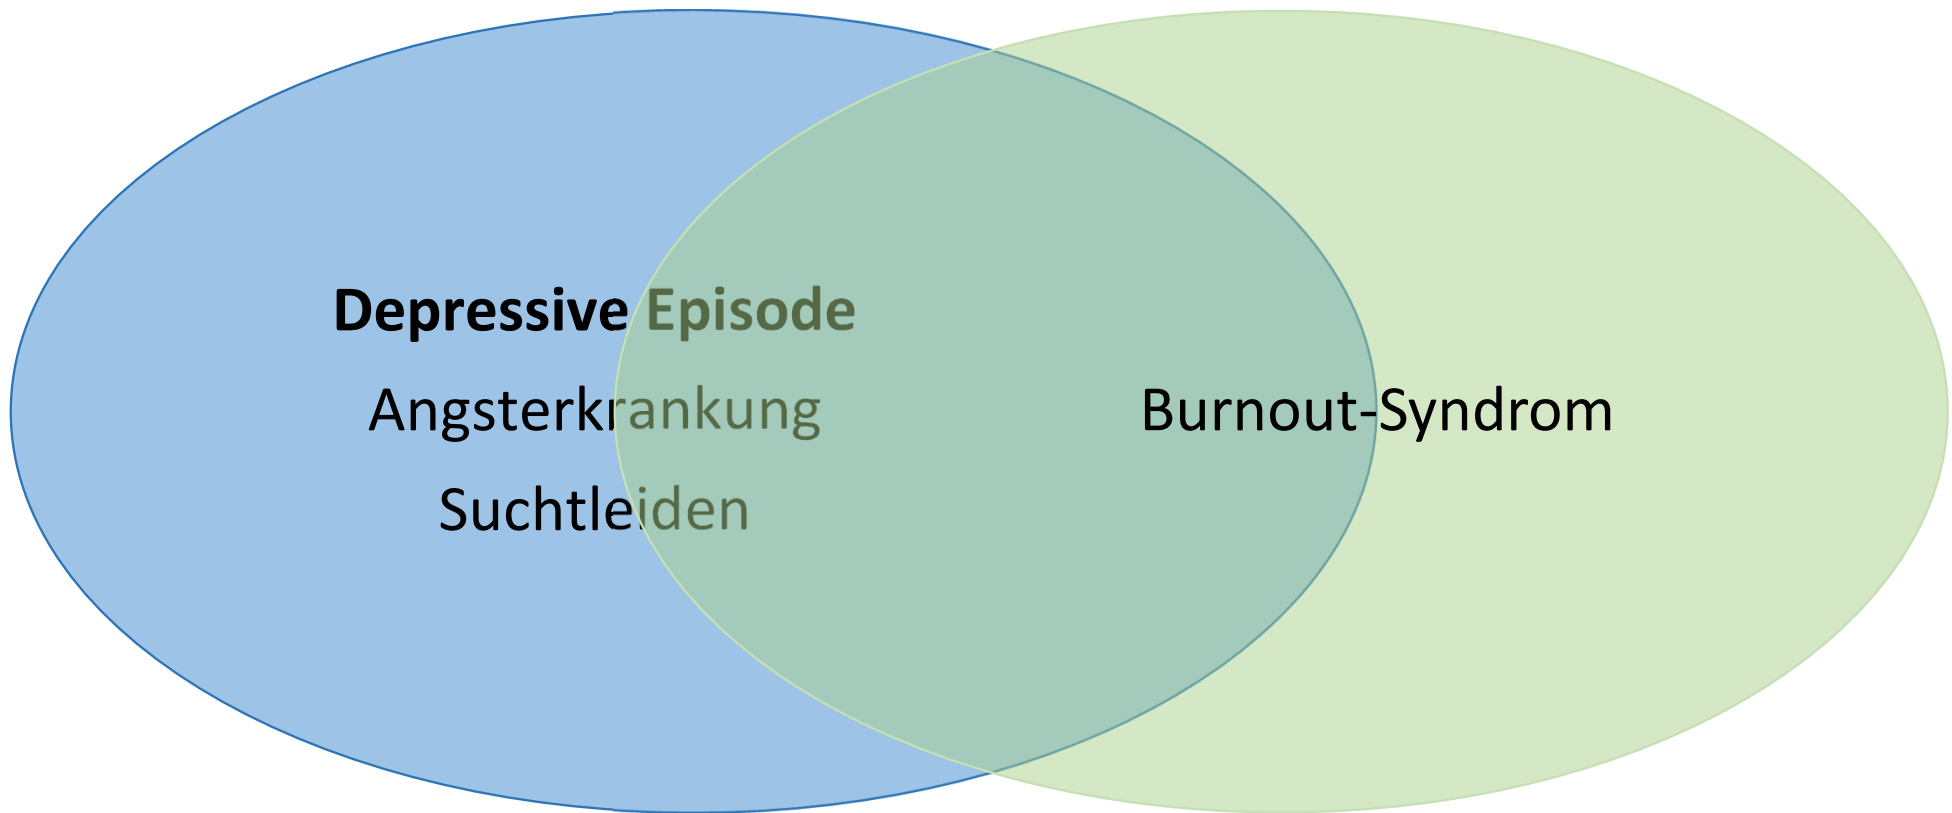 Depressive Episode
Angsterkrankung
Suchtleiden
Burnout-Syndrom